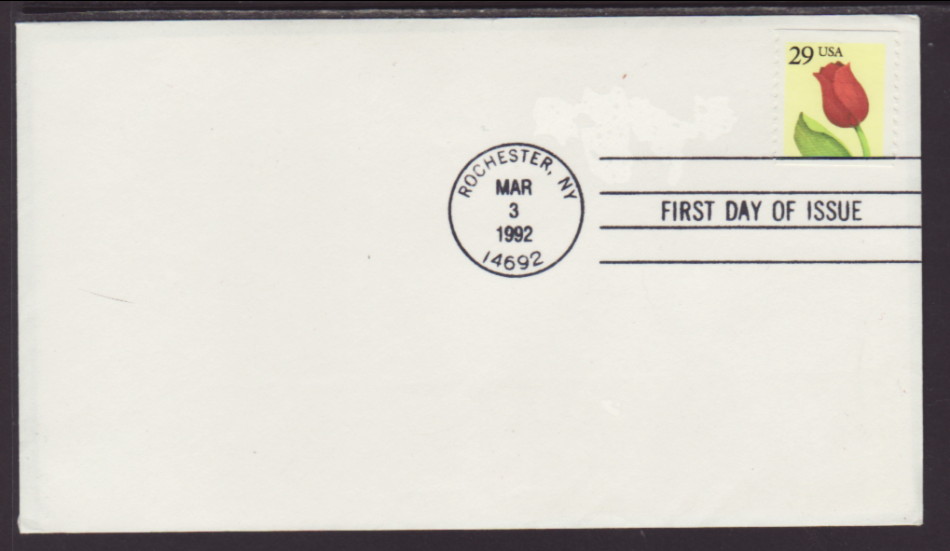 29 USA
ROCHESTER, NY
MAR
3
1992
14692
FIRST DAY OF ISSUE